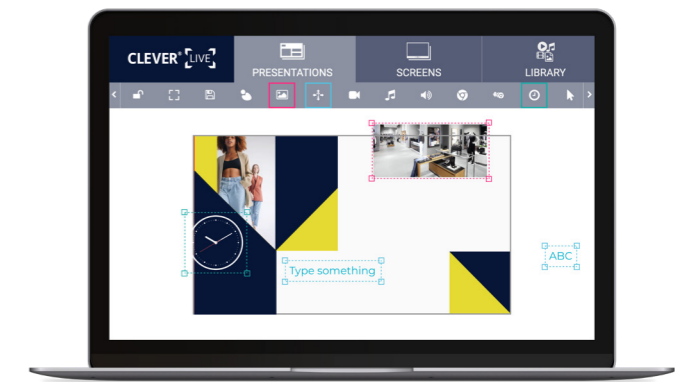 CLEVER® [LIVE]
PRESENTATIONS
SCREENS
LIBRARY
Type something
ABC